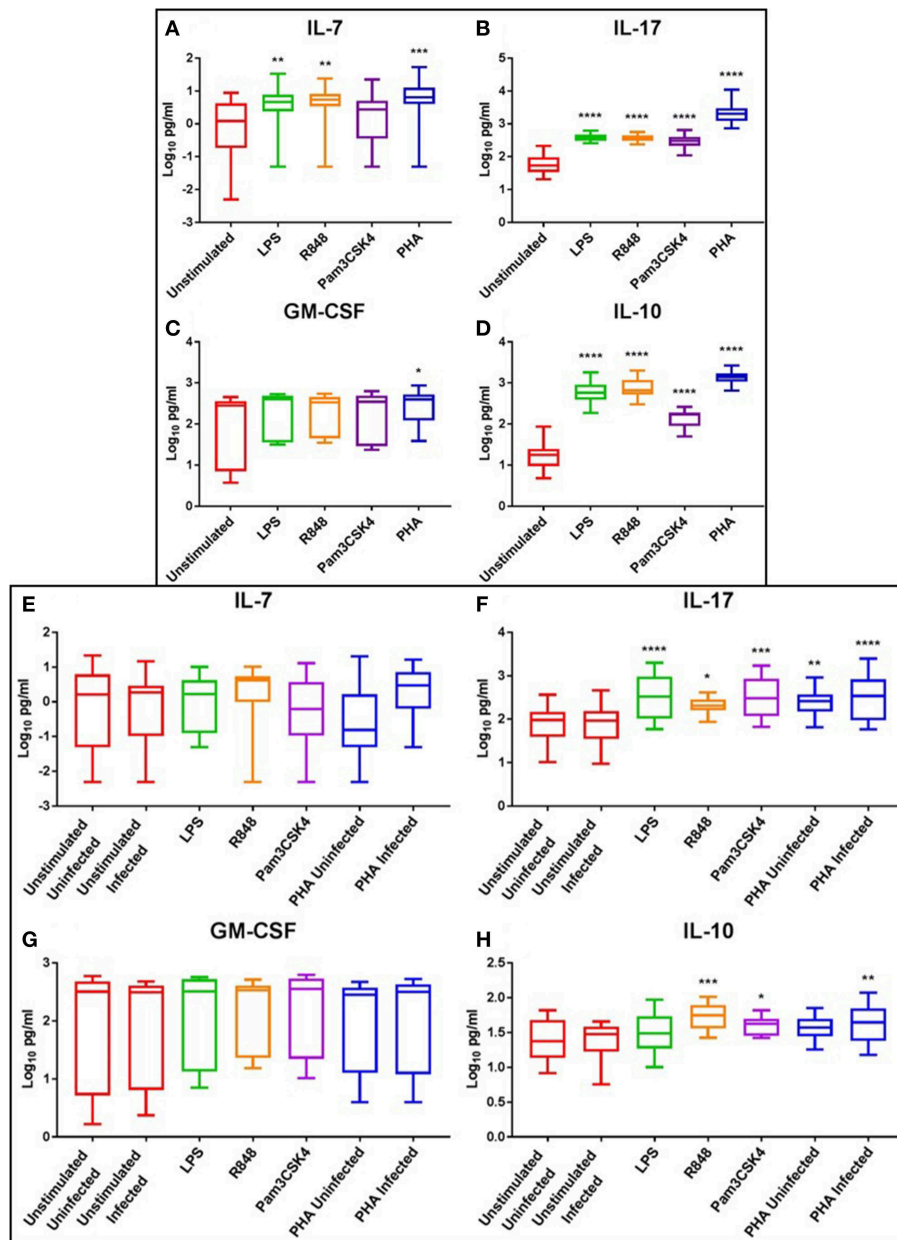 A IL-7
Log10 pg/ml
2
1
0
-1
-2
-3
** ** ***
Unstimulated LPS R848 Pam3CSK4 PHA
B IL-17
Log10 pg/ml
5
4
3
2
1
0
**** **** **** ****
Unstimulated LPS R848 Pam3CSK4 PHA
C GM-CSF
Log10 pg/ml
4
3
2
1
0
*
Unstimulated LPS R848 Pam3CSK4 PHA
D IL-10
Log10 pg/ml
4
3
2
1
0
**** **** **** ****
Unstimulated LPS R848 Pam3CSK4 PHA
E IL-7
Log10 pg/ml
2
1
0
-1
-2
-3
Unstimulated
Uninfected
Unstimulated
Infected
LPS
R848
Pam3CSK4
PHA Uninfected
PHA Infected
F IL-17
Log10 pg/ml
4
3
2
1
0
**** * *** ** ****
Unstimulated
Uninfected
Unstimulated
Infected
LPS
R848
Pam3CSK4
PHA Uninfected
PHA Infected
G GM-CSF
Log10 pg/ml
3
2
1
0
Unstimulated
Uninfected
Unstimulated
Infected
LPS
R848
Pam3CSK4
PHA Uninfected
PHA Infected
H IL-10
Log10 pg/ml
2.5
2.0
1.5
1.0
0.5
0.0
*** * **
Unstimulated
Uninfected
Unstimulated
Infected
LPS
R848
Pam3CSK4
PHA Uninfected
PHA Infected